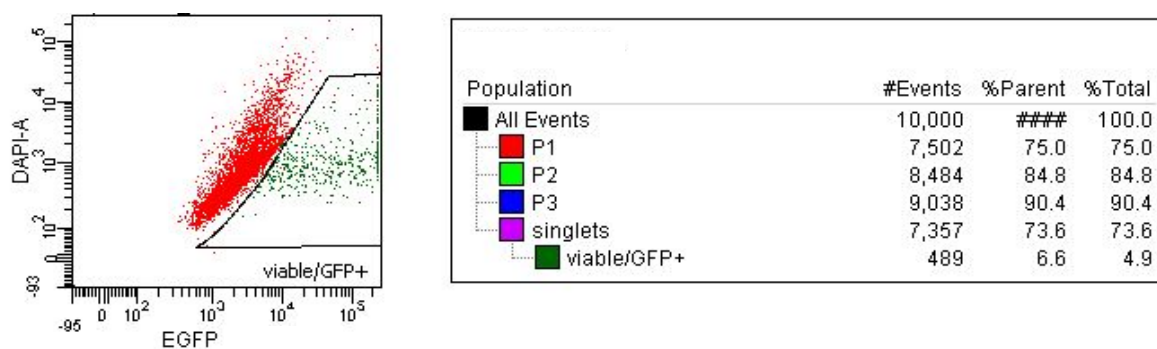 10^5
10^4
10^3
10^2
0
-93
DAPI-A
viable/GFP+
-95 0 10^2 10^3 10^4 10^5
EGFP
Population #Events %Parent %Total
All Events 10,000 #### 100.0
P1 7,502 75.0 75.0
P2 8,484 84.8 84.8
P3 9,038 90.4 90.4
singlets 7,357 73.6 73.6
viable/GFP+ 489 6.6 4.9